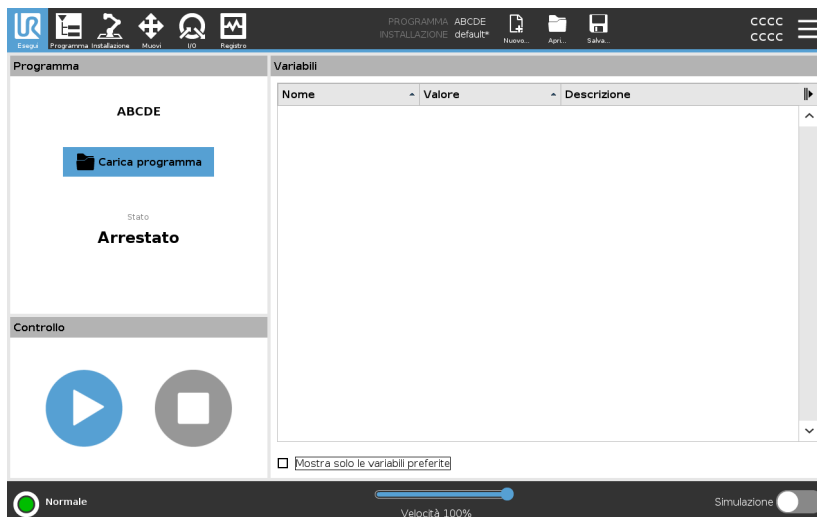 Esegui
Programma
Installazione
Muovi
I/O
Registro
PROGRAMMA ABCDE
INSTALLAZIONE default*
Nuovo...
Apri...
Salva...
CCCC
CCCC
Programma
ABCDE
Carica programma
Stato
Arrestato
Controllo
Variabili
Nome
Valore
Descrizione
Mostra solo le variabili preferite
Normale
Velocità 100%
Simulazione